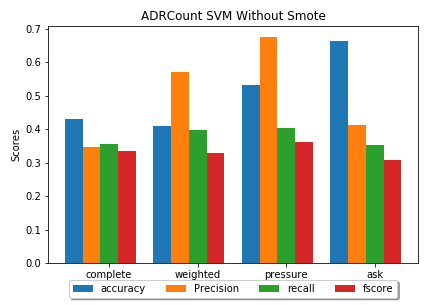 ADRCount SVM Without Smote
0.7
0.6
0.5
0.4
0.3
0.2
0.1
0.0
Scores
complete weighted pressure ask
accuracy Precision recall fscore